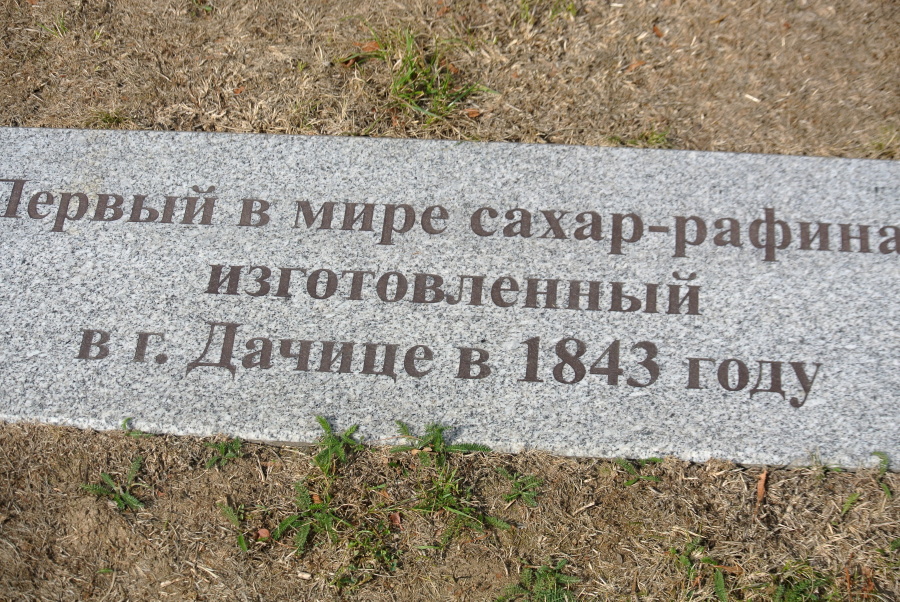 Первый в мире сахар-рафина
изготовленный
в г. Дачице в 1843 году